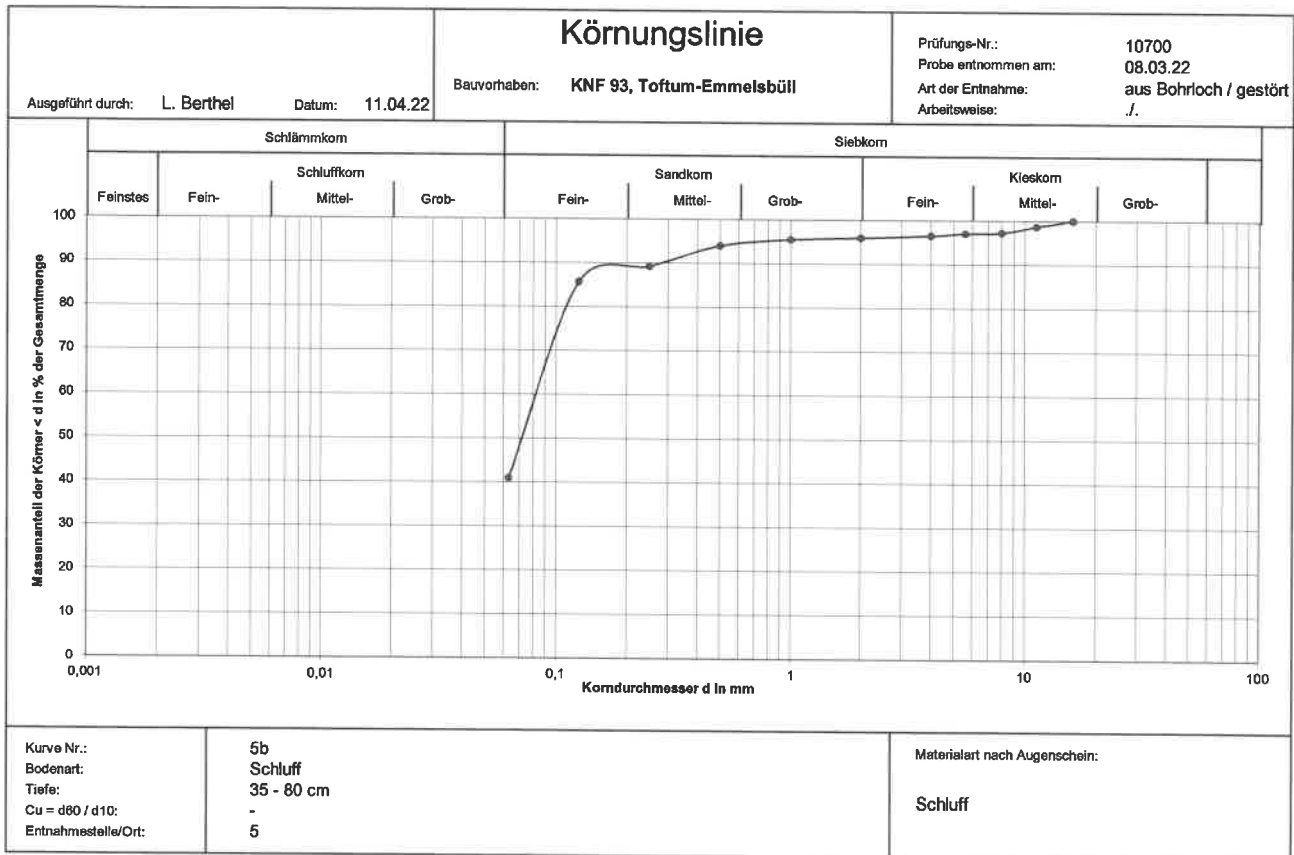 Körnungslinie
Bauvorhaben: KNF 93, Toftum-Emmelsbüll
Ausgeführt durch: L. Berthel Datum: 11.04.22
Prüfungs-Nr.: 10700
Probe entnommen am: 08.03.22
Art der Entnahme: aus Bohrloch / gestört
Arbeitsweise: ./.
Schlämmkorn Siebkorn
Schluffkorn Sandkorn Kieskorn
Feinstes Fein- Mittel- Grob- Fein- Mittel- Grob- Fein- Mittel- Grob-
Massenanteil der Körner < d in % der Gesamtmenge
100
90
80
70
60
50
40
30
20
10
0
0,001 0,01 0,1 1 10 100
Korndurchmesser d in mm
Kurve Nr.: 5b
Bodenart: Schluff
Tiefe: 35 - 80 cm
Cu = d60 / d10: -
Entnahmestelle/Ort: 5
Materialart nach Augenschein:
Schluff